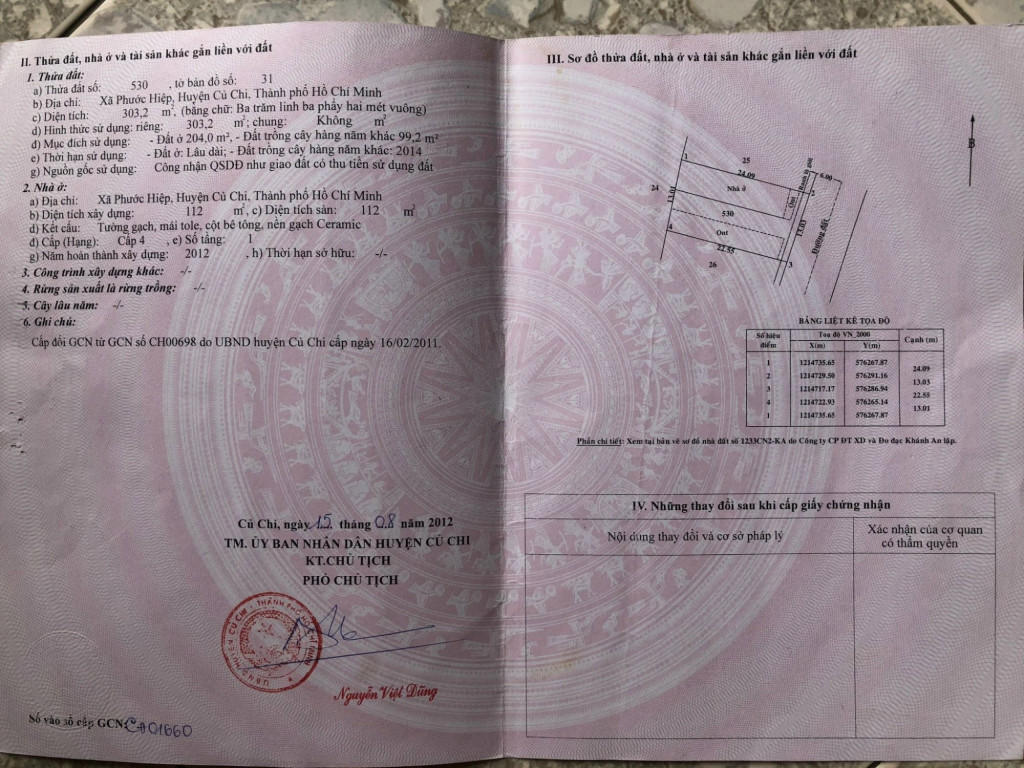 II. Thửa đất, nhà ở và tài sản khác gắn liền với đất
1. Thửa đất:
a) Thửa đất số: 530 , tờ bản đồ số: 31
b) Địa chỉ: Xã Phước Hiệp, Huyện Củ Chi, Thành phố Hồ Chí Minh
c) Diện tích: 303,2 m², (bằng chữ: Ba trăm linh ba phẩy hai mét vuông)
d) Hình thức sử dụng: riêng: 303,2 m²; chung: Không m²
đ) Mục đích sử dụng: - Đất ở 204,0 m², - Đất trồng cây hàng năm khác 99,2 m²
e) Thời hạn sử dụng: - Đất ở: Lâu dài; - Đất trồng cây hàng năm khác: 2014
g) Nguồn gốc sử dụng: Công nhận QSDĐ như giao đất có thu tiền sử dụng đất
2. Nhà ở:
a) Địa chỉ: Xã Phước Hiệp, Huyện Củ Chi, Thành phố Hồ Chí Minh
b) Diện tích xây dựng: 112 m², c) Diện tích sàn: 112 m²
d) Kết cấu: Tường gạch, mái tole, cột bê tông, nền gạch Ceramic
đ) Cấp (Hạng): Cấp 4 , e) Số tầng: 1
g) Năm hoàn thành xây dựng: 2012 , h) Thời hạn sở hữu: -/-
3. Công trình xây dựng khác: -/-
4. Rừng sản xuất là rừng trồng: -/-
5. Cây lâu năm: -/-
6. Ghi chú:
Cấp đổi GCN từ GCN số CH00698 do UBND huyện Củ Chi cấp ngày 16/02/2011.
Củ Chi, ngày 15 tháng 08 năm 2012
TM. ỦY BAN NHÂN DÂN HUYỆN CỦ CHI
KT.CHỦ TỊCH
PHÓ CHỦ TỊCH
Nguyễn Việt Dũng
Số vào sổ cấp GCN: 01660
III. Sơ đồ thửa đất, nhà ở và tài sản khác gắn liền với đất
B
1
25
24.09
6.00
24
Nhà ở
Ont
2
13.01
530
4
Ont
13.03
Đường đất
22.55
3
26
BẢNG LIỆT KÊ TỌA ĐỘ
Số hiệu điểm Tọa độ VN_2000 Cạnh (m)
X(m) Y(m)
1 1214735.65 576267.87
24.09
2 1214729.50 576291.16
13.03
3 1214717.17 576286.94
22.55
4 1214722.93 576265.14
13.01
1 1214735.65 576267.87
Phần chi tiết: Xem tại bản vẽ sơ đồ nhà đất số 1233CN2-KA do Công ty CP ĐT XD và Đo đạc Khánh An lập.
IV. Những thay đổi sau khi cấp giấy chứng nhận
Nội dung thay đổi và cơ sở pháp lý
Xác nhận của cơ quan
có thẩm quyền